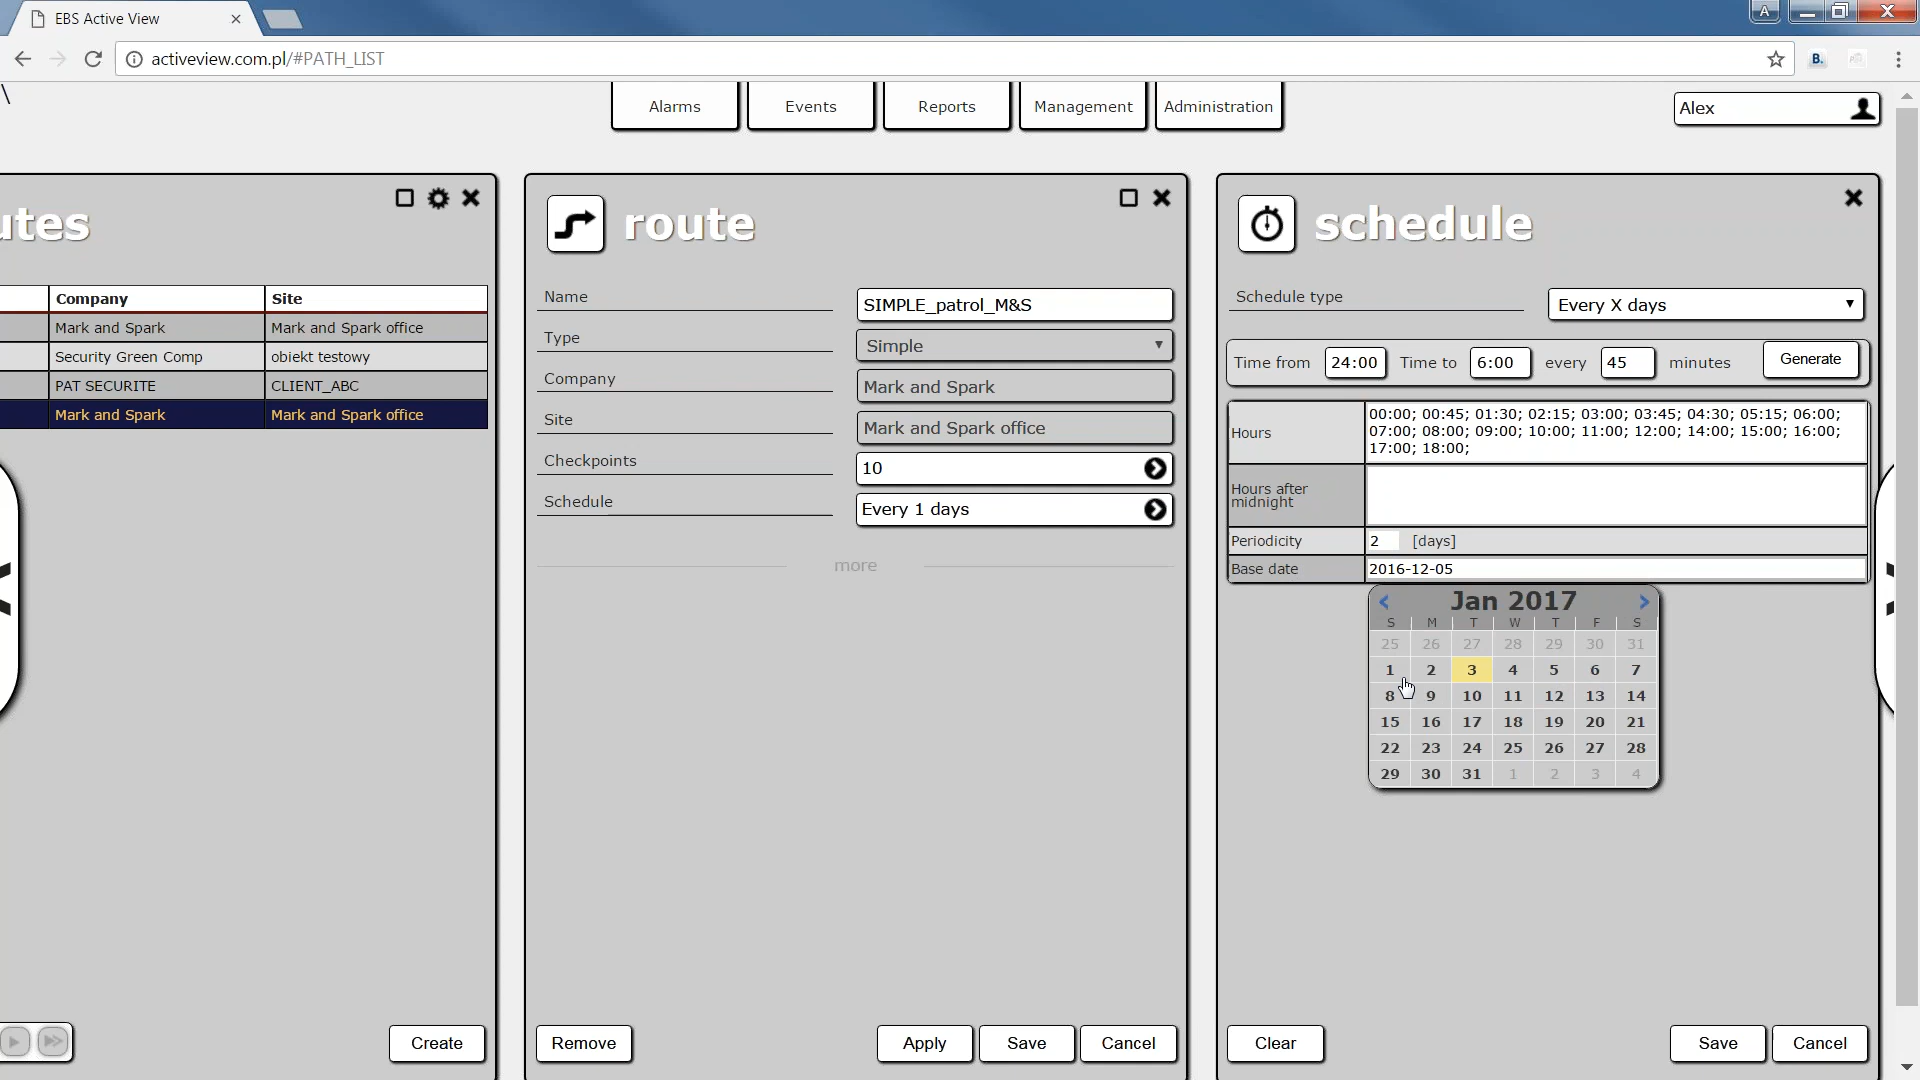 EBS Active View
activeview.com.pl/#PATH_LIST
\
Alarms
Events
Reports
Management
Administration
Alex
utes
Company Site
Mark and Spark Mark and Spark office
Security Green Comp obiekt testowy
PAT SECURITE CLIENT_ABC
Mark and Spark Mark and Spark office
Create
route
Name SIMPLE_patrol_M&S
Type Simple
Company Mark and Spark
Site Mark and Spark office
Checkpoints 10
Schedule Every 1 days
more
Remove Apply Save Cancel
schedule
Schedule type Every X days
Time from 24:00 Time to 6:00 every 45 minutes Generate
Hours
00:00; 00:45; 01:30; 02:15; 03:00; 03:45; 04:30; 05:15; 06:00;
07:00; 08:00; 09:00; 10:00; 11:00; 12:00; 14:00; 15:00; 16:00;
17:00; 18:00;
Hours after
midnight
Periodicity 2 [days]
Base date 2016-12-05
< Jan 2017 >
S M T W T F S
25 26 27 28 29 30 31
1 2 3 4 5 6 7
8 9 10 11 12 13 14
15 16 17 18 19 20 21
22 23 24 25 26 27 28
29 30 31 1 2 3 4
Clear Save Cancel
A
B.